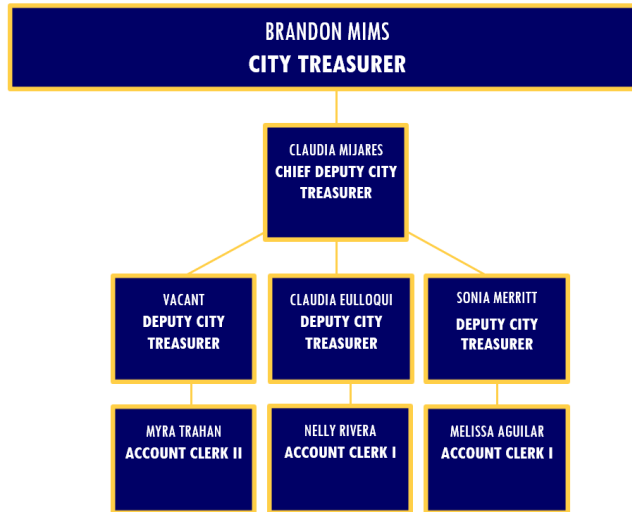 BRANDON MIMS
CITY TREASURER
CLAUDIA MIJARES
CHIEF DEPUTY CITY
TREASURER
VACANT
DEPUTY CITY
TREASURER
CLAUDIA EULLOQUI
DEPUTY CITY
TREASURER
SONIA MERRITT
DEPUTY CITY
TREASURER
MYRA TRAHAN
ACCOUNT CLERK II
NELLY RIVERA
ACCOUNT CLERK I
MELISSA AGUILAR
ACCOUNT CLERK I